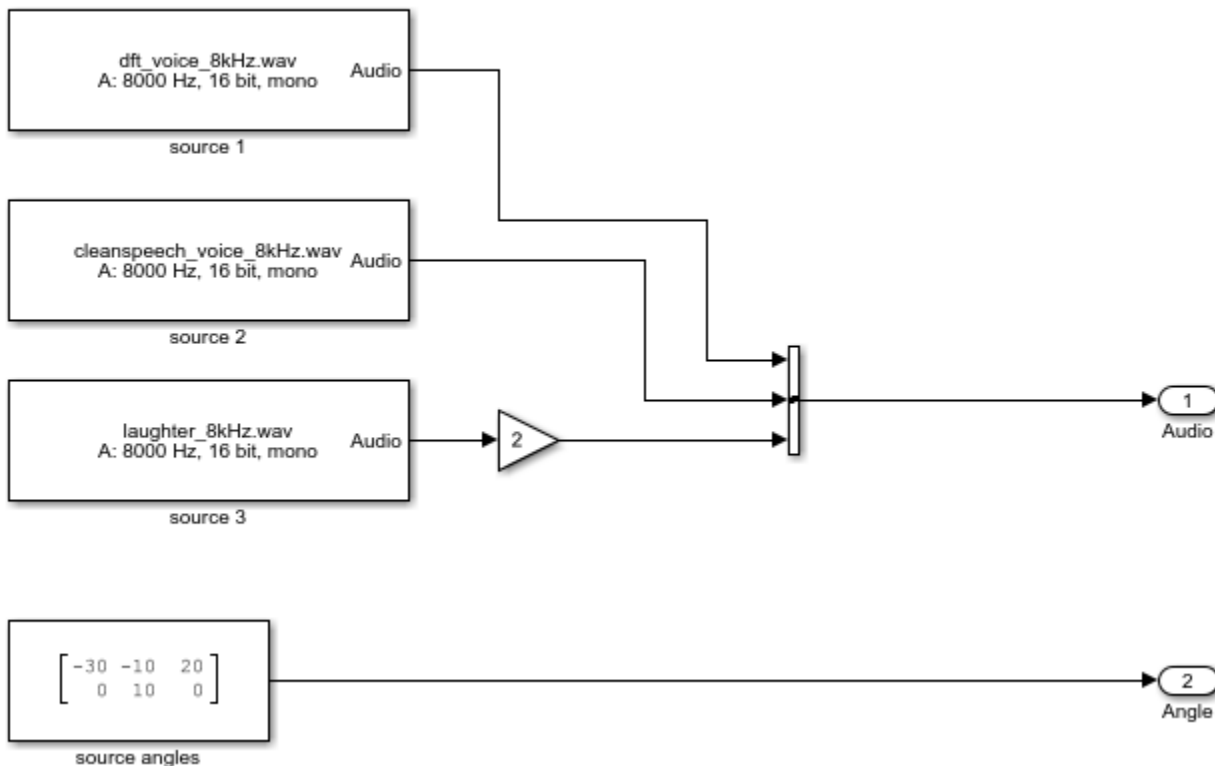 dft_voice_8kHz.wav
A: 8000 Hz, 16 bit, mono
Audio
source 1
cleanspeech_voice_8kHz.wav
A: 8000 Hz, 16 bit, mono
Audio
source 2
laughter_8kHz.wav
A: 8000 Hz, 16 bit, mono
Audio
source 3
2
1
Audio
-30 -10 20
0 10 0
source angles
2
Angle